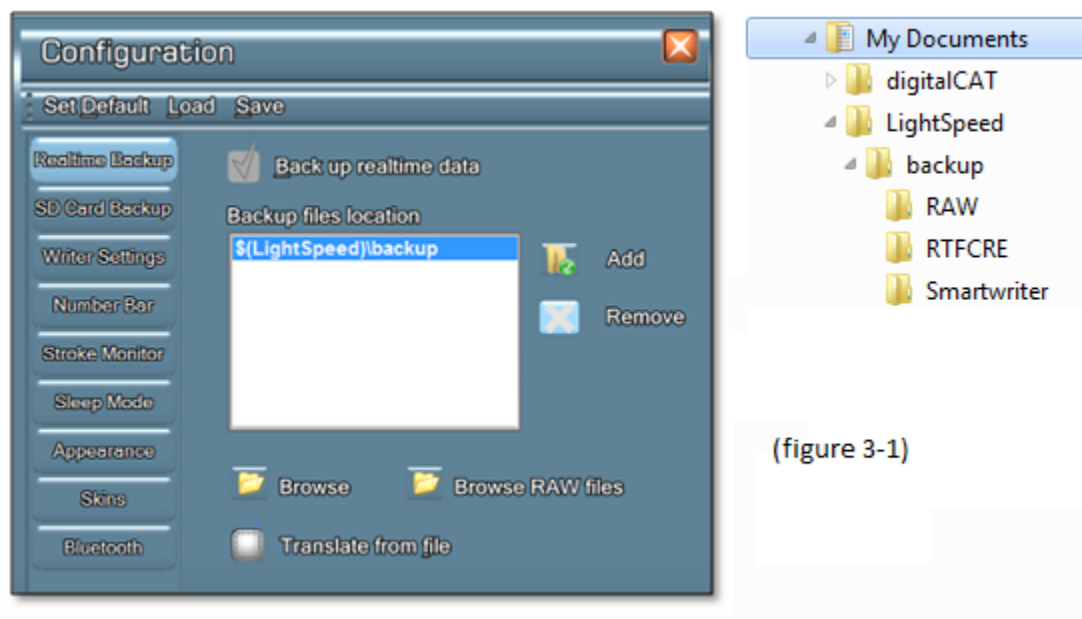 Configuration
Set Default Load Save
Realtime Backup
SD Card Backup
Writer Settings
Number Bar
Stroke Monitor
Sleep Mode
Appearance
Skins
Bluetooth
Back up realtime data
Backup files location
$(LightSpeed)\backup
Add
Remove
Browse
Browse RAW files
Translate from file
My Documents
digitalCAT
LightSpeed
backup
RAW
RTFCRE
Smartwriter
(figure 3-1)